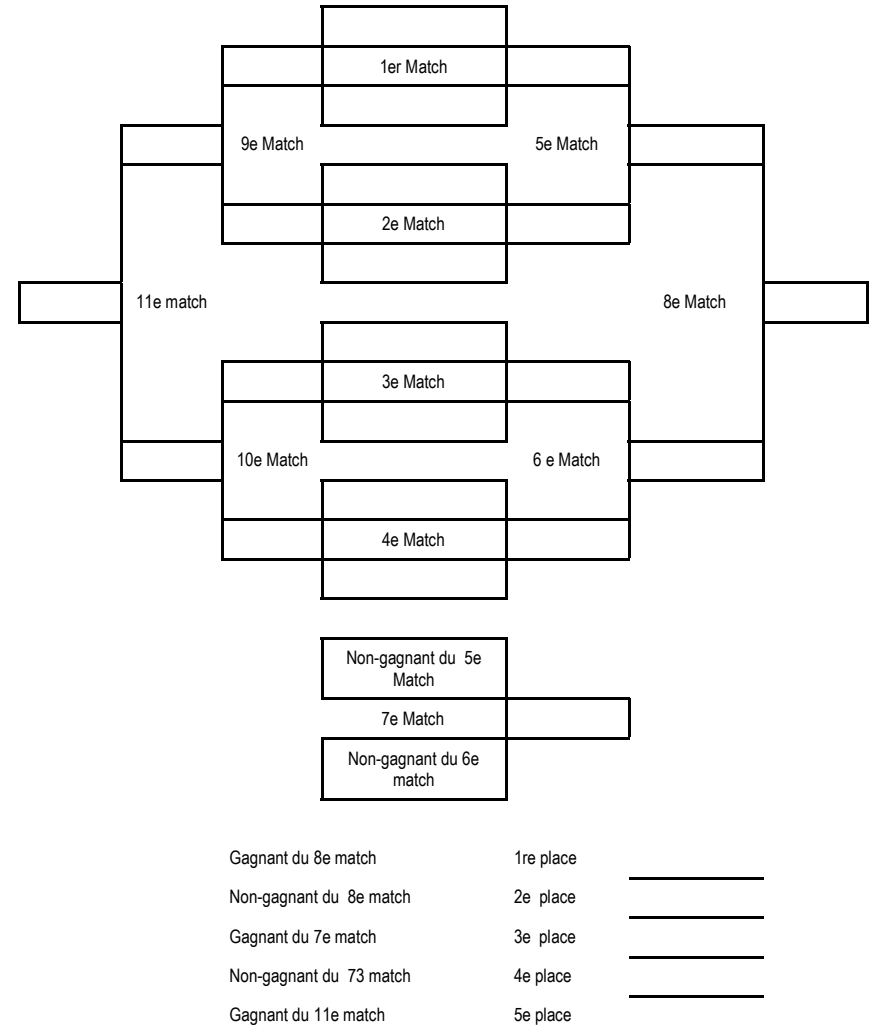 1er Match
9e Match
5e Match
2e Match
11e match
8e Match
3e Match
10e Match
6 e Match
4e Match
Non-gagnant du 5e
Match
7e Match
Non-gagnant du 6e
match
Gagnant du 8e match 1re place
Non-gagnant du 8e match 2e place
Gagnant du 7e match 3e place
Non-gagnant du 73 match 4e place
Gagnant du 11e match 5e place